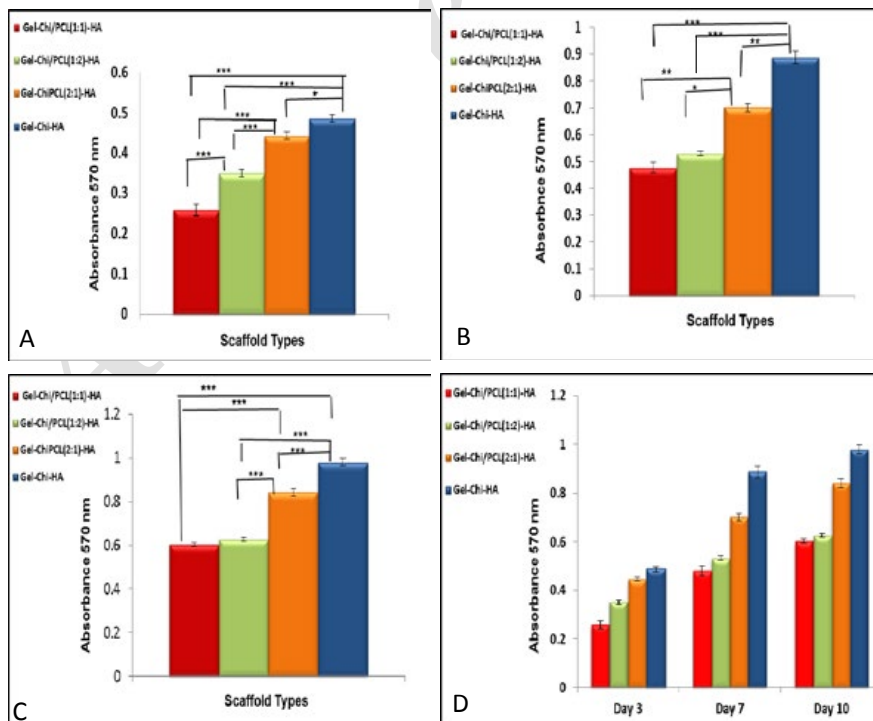 Gel-Chi/PCL(1:1)-HA
Gel-Chi/PCL(1:2)-HA
Gel-ChiPCL(2:1)-HA
Gel-Chi-HA
***
***
*
***
***
***
0.6
0.5
0.4
0.3
0.2
0.1
0
Absorbance 570 nm
Scaffold Types
A
Gel-Chi/PCL(1:1)-HA
Gel-Chi/PCL(1:2)-HA
Gel-ChiPCL(2:1)-HA
Gel-Chi-HA
***
***
**
**
*
1
0.9
0.8
0.7
0.6
0.5
0.4
0.3
0.2
0.1
0
Absorbnce 570 nm
Scaffold Types
B
Gel-Chi/PCL(1:1)-HA
Gel-Chi/PCL(1:2)-HA
Gel-ChiPCL(2:1)-HA
Gel-Chi-HA
***
***
***
***
***
1.2
1
0.8
0.6
0.4
0.2
0
Absorbance 570 nm
Scaffold Types
C
Gel-Chi/PCL(1:1)-HA
Gel-Chi/PCL(1:2)-HA
Gel-Chi/PCL(2:1)-HA
Gel-Chi-HA
1.2
1
0.8
0.6
0.4
0.2
0
Absorbance 570 nm
Day 3 Day 7 Day 10
D